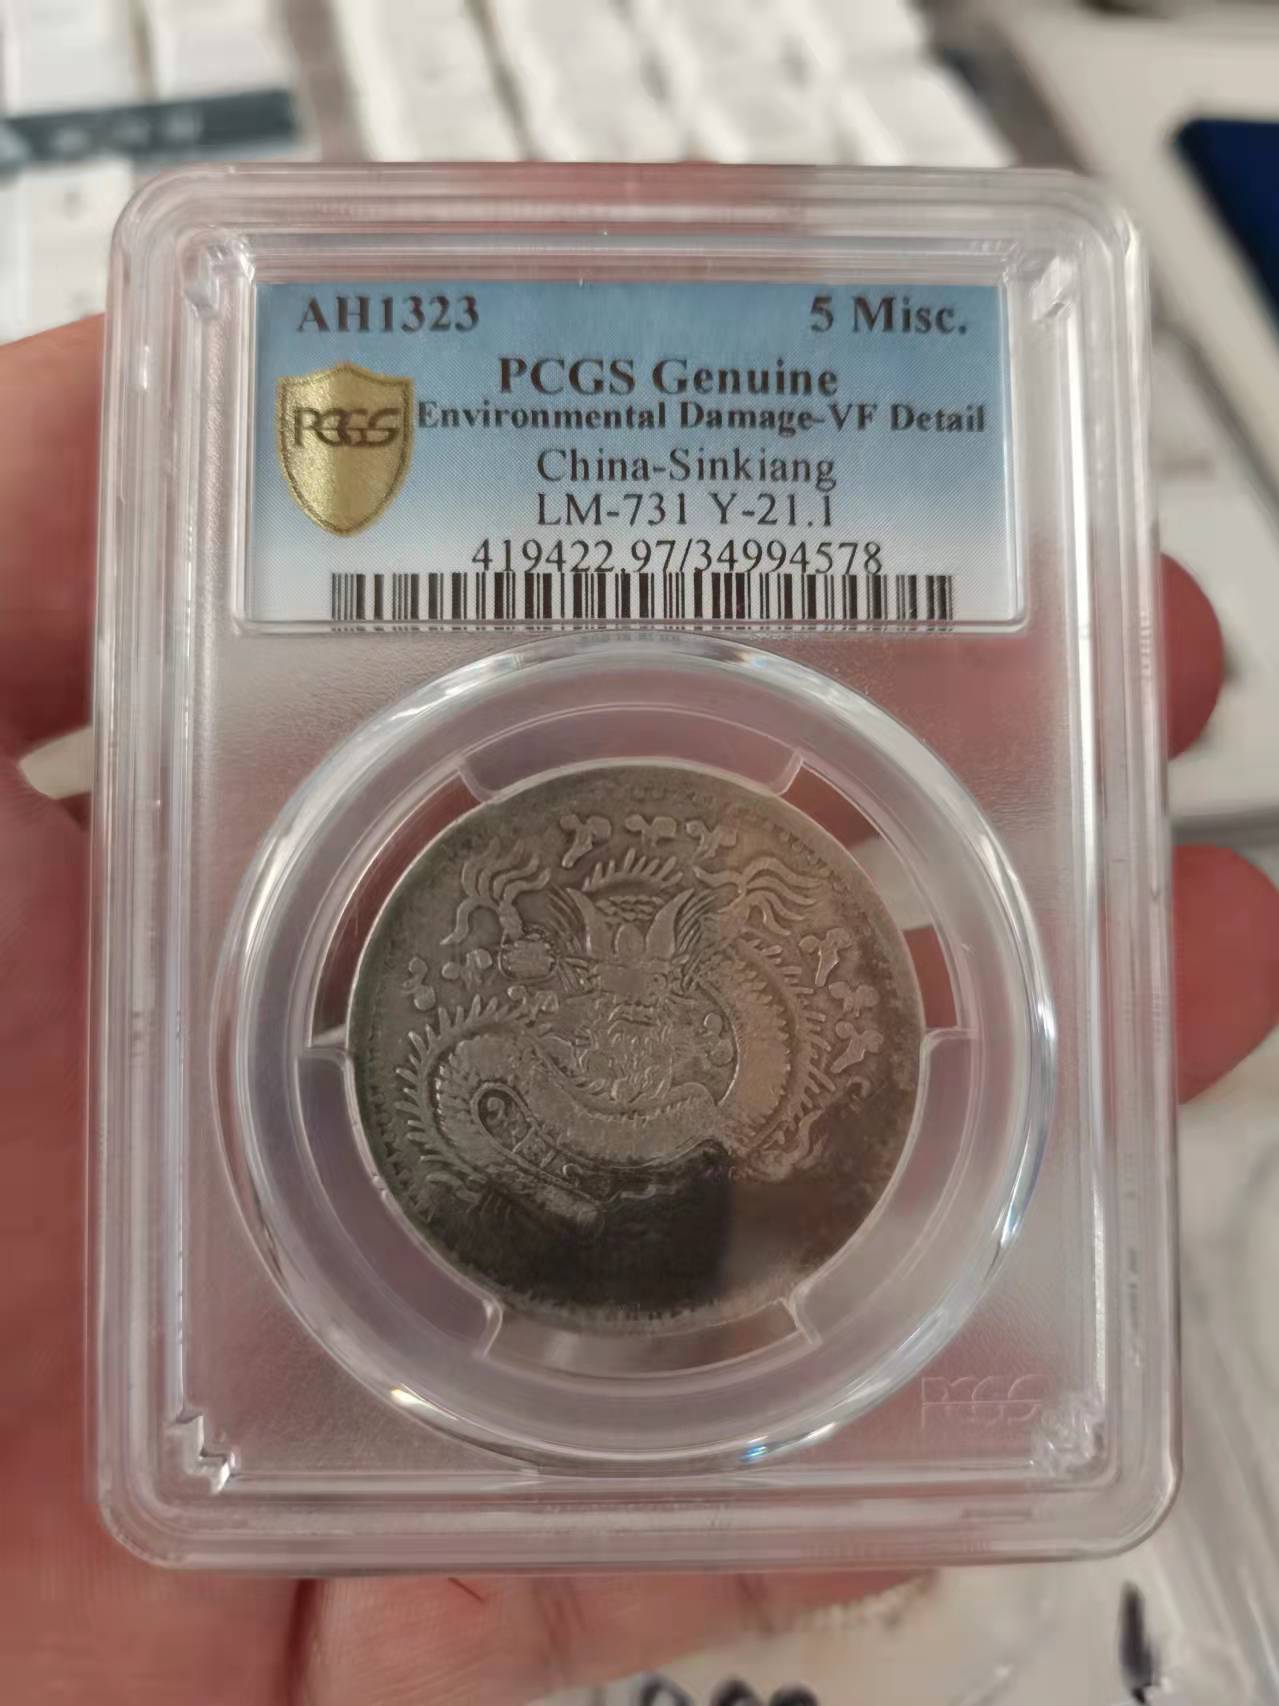 AH1323 5 Misc.
PCGS Genuine
PCGS Environmental Damage-VF Detail
China-Sinkiang
LM-731 Y-21.1
419422.97/34994578
PCGS